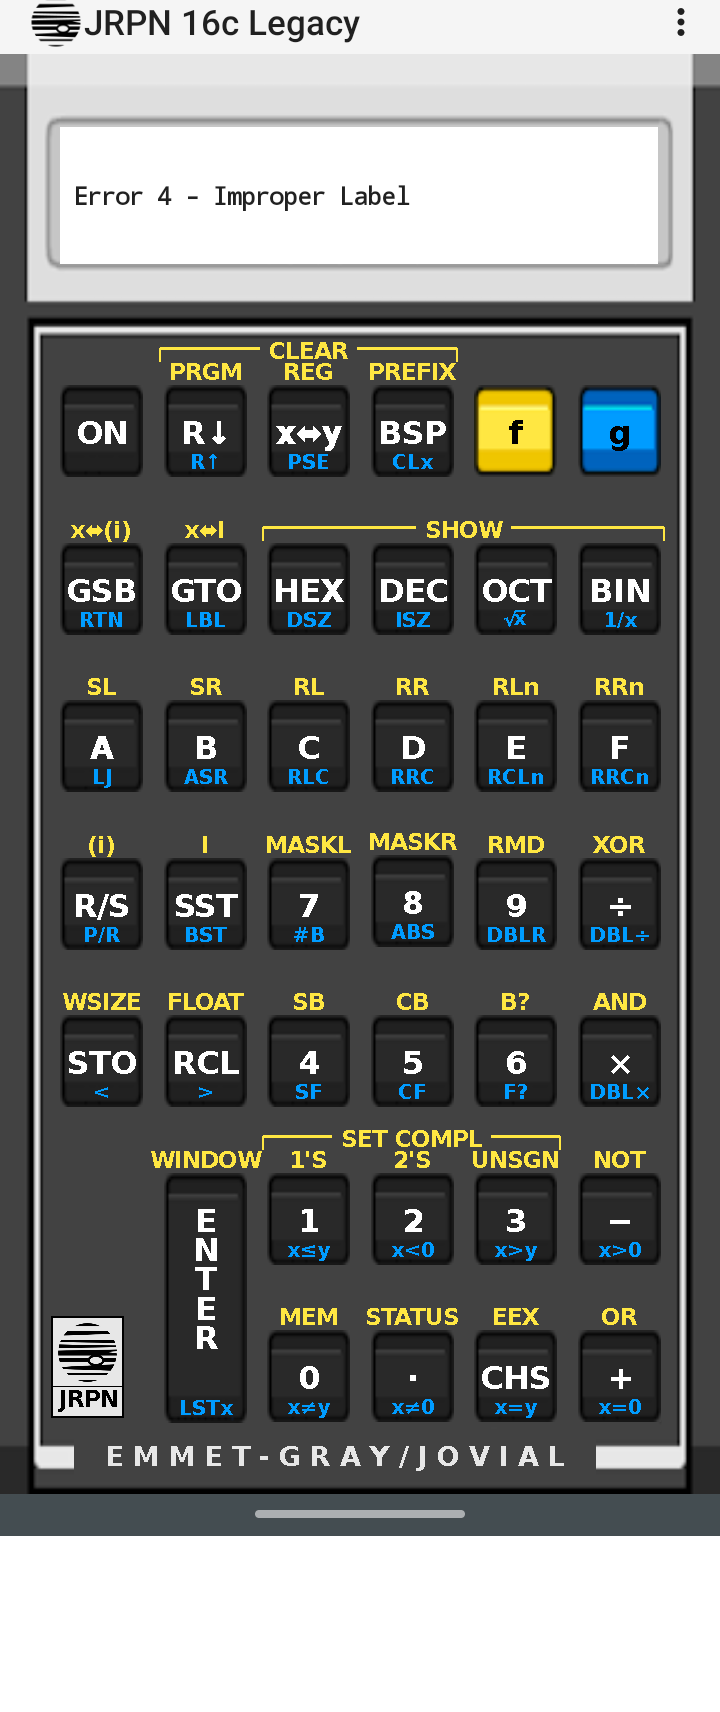 JRPN 16c Legacy
Error 4 - Improper Label
CLEAR
PRGM REG PREFIX
ON R↓ x⬌y BSP f g
R↑ PSE CLx
x⬌(i) x⬌I SHOW
GSB GTO HEX DEC OCT BIN
RTN LBL DSZ ISZ √x̅ 1/x
SL SR RL RR RLn RRn
A B C D E F
LJ ASR RLC RRC RCLn RRCn
(i) I MASKL MASKR RMD XOR
R/S SST 7 8 9 ÷
P/R BST #B ABS DBLR DBL÷
WSIZE FLOAT SB CB B? AND
STO RCL 4 5 6 ×
< > SF CF F? DBL×
SET COMPL
WINDOW 1'S 2'S UNSGN NOT
ENTER 1 2 3 −
x≤y x<0 x>y x>0
MEM STATUS EEX OR
0 · CHS +
JRPN
LSTx x≠y x≠0 x=y x=0
EMMET-GRAY/JOVIAL